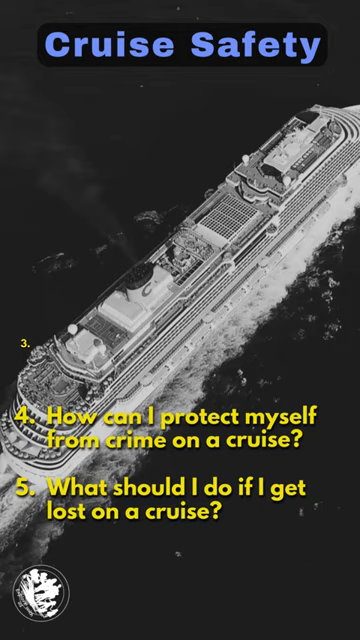 Cruise Safety
3.
4. How can I protect myself
from crime on a cruise?
5. What should I do if I get
lost on a cruise?